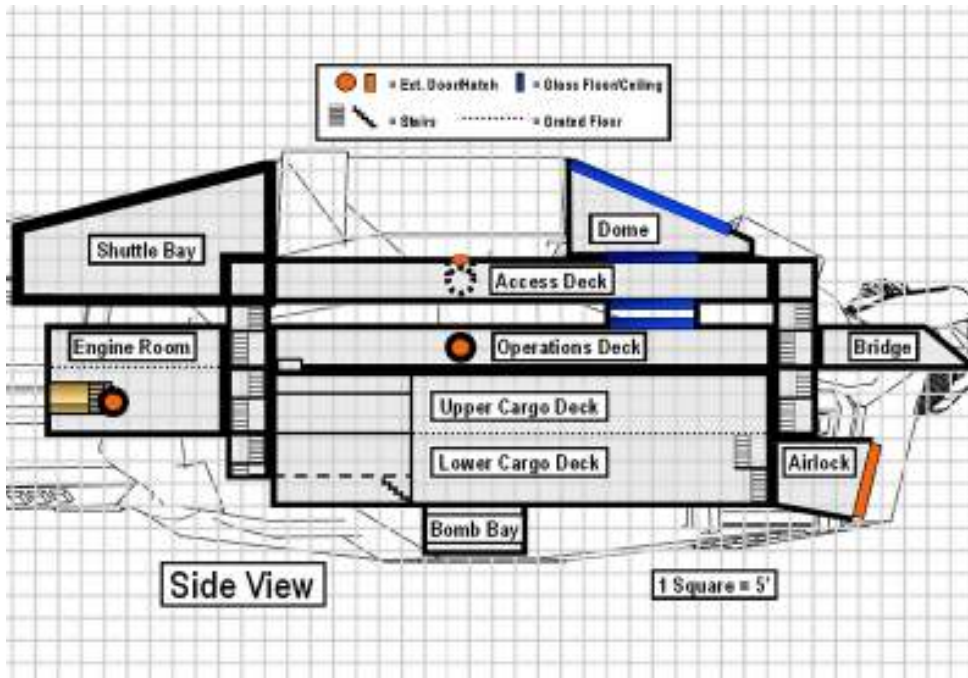 = Ext. Door/Hatch
= Glass Floor/Ceiling
= Stairs
= Grated Floor
Dome
Shuttle Bay
Access Deck
Engine Room
Operations Deck
Bridge
Upper Cargo Deck
Lower Cargo Deck
Airlock
Bomb Bay
Side View
1 Square = 5'